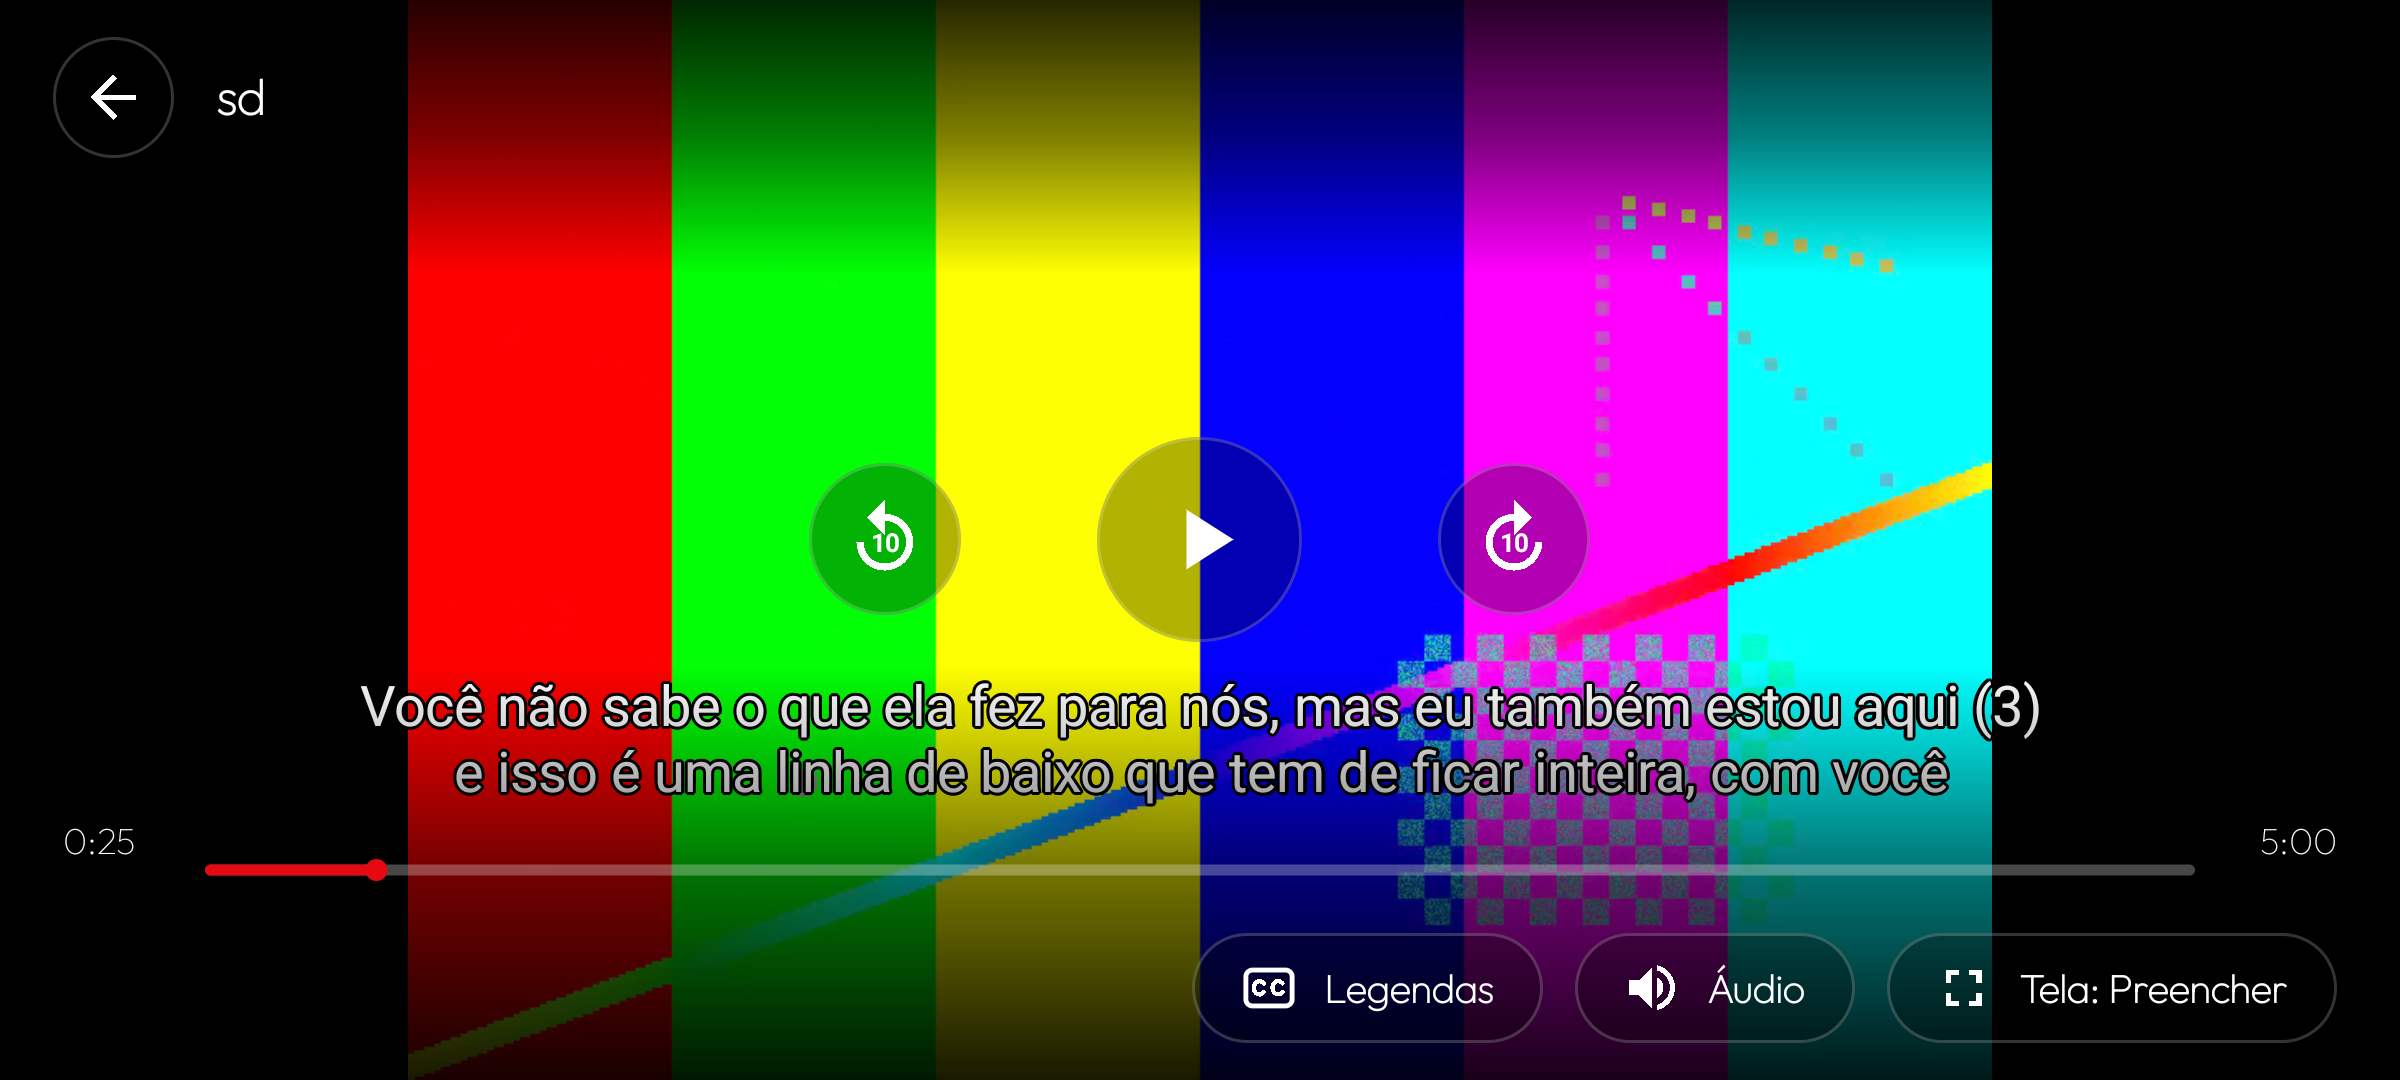 sd
10
10
Você não sabe o que ela fez para nós, mas eu também estou aqui (3)
e isso é uma linha de baixo que tem de ficar inteira, com você
0:25
5:00
CC Legendas
Áudio
Tela: Preencher